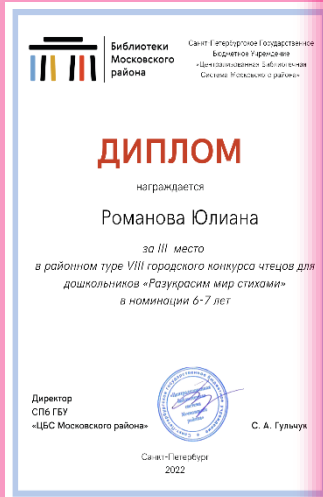 Библиотеки
Московского
района
Санкт-Петербургское Государственное
Бюджетное Учреждение
«Централизованная Библиотечная
Система Московского района»
ДИПЛОМ
награждается
Романова Юлиана
за III место
в районном туре VIII городского конкурса чтецов для
дошкольников «Разукрасим мир стихами»
в номинации 6-7 лет
Директор
СПб ГБУ
«ЦБС Московского района»
С. А. Гульчук
Санкт-Петербург
2022